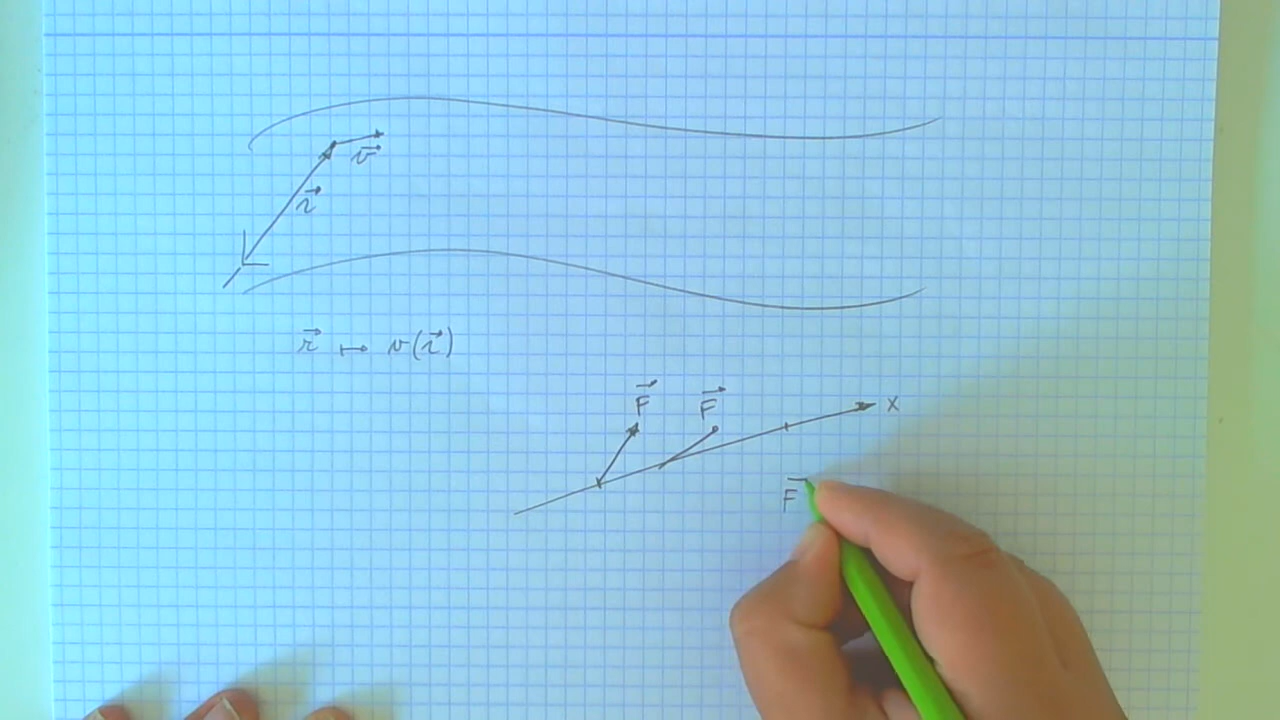 v⃗
r⃗
r⃗ ↦ v(r⃗)
F⃗ F⃗
x
F⃗